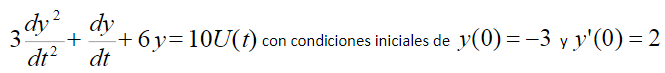 3 dy²/dt² + dy/dt + 6y = 10U(t) con condiciones iniciales de y(0) = −3 y y'(0) = 2